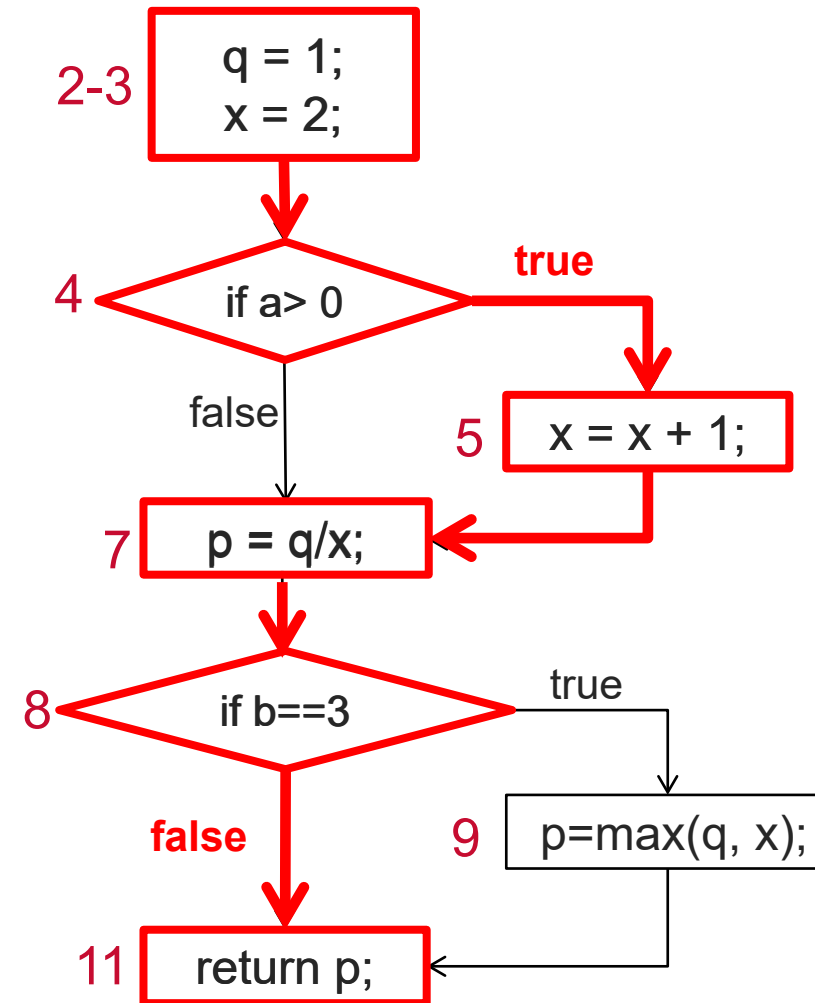 2-3
q = 1;
x = 2;
4
if a> 0
true
false
5
x = x + 1;
7
p = q/x;
8
if b==3
true
false
9
p=max(q, x);
11
return p;